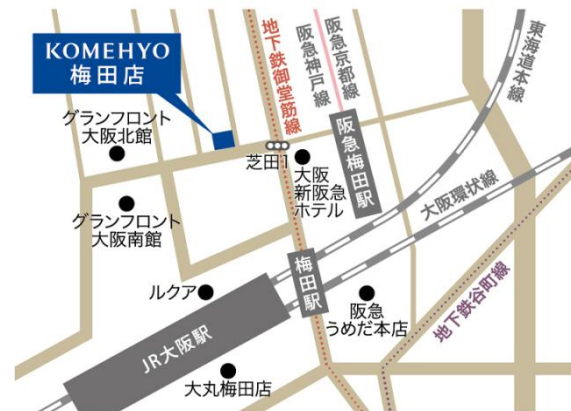 KOMEHYO
梅田店
グランフロント
大阪北館
グランフロント
大阪南館
ルクア
JR大阪駅
大丸梅田店
地下鉄御堂筋線
芝田1
大阪
新阪急
ホテル
阪急神戸線
阪急京都線
阪急梅田駅
梅田駅
阪急
うめだ本店
東海道本線
大阪環状線
地下鉄谷町線